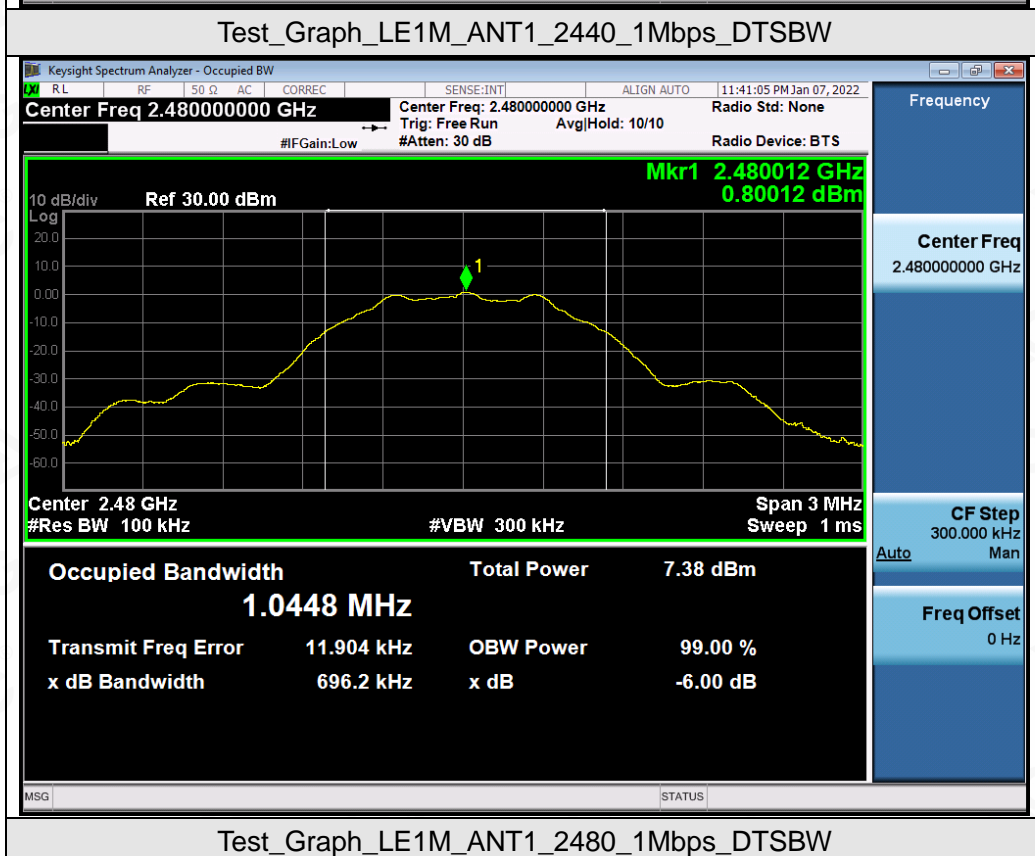 Test_Graph_LE1M_ANT1_2440_1Mbps_DTSBW
Keysight Spectrum Analyzer - Occupied BW
LXI RL RF 50 Ω AC CORREC SENSE:INT ALIGN AUTO 11:41:05 PM Jan 07, 2022
Center Freq 2.480000000 GHz Center Freq: 2.480000000 GHz Radio Std: None
Trig: Free Run Avg|Hold: 10/10
#IFGain:Low #Atten: 30 dB Radio Device: BTS
Frequency
Mkr1 2.480012 GHz
10 dB/div Ref 30.00 dBm 0.80012 dBm
Log
20.0
10.0
0.00
-10.0
-20.0
-30.0
-40.0
-50.0
-60.0
1
Center Freq
2.480000000 GHz
Center 2.48 GHz Span 3 MHz
#Res BW 100 kHz #VBW 300 kHz Sweep 1 ms
CF Step
300.000 kHz
Auto Man
Freq Offset
0 Hz
Occupied Bandwidth Total Power 7.38 dBm
1.0448 MHz
Transmit Freq Error 11.904 kHz OBW Power 99.00 %
x dB Bandwidth 696.2 kHz x dB -6.00 dB
MSG STATUS
Test_Graph_LE1M_ANT1_2480_1Mbps_DTSBW